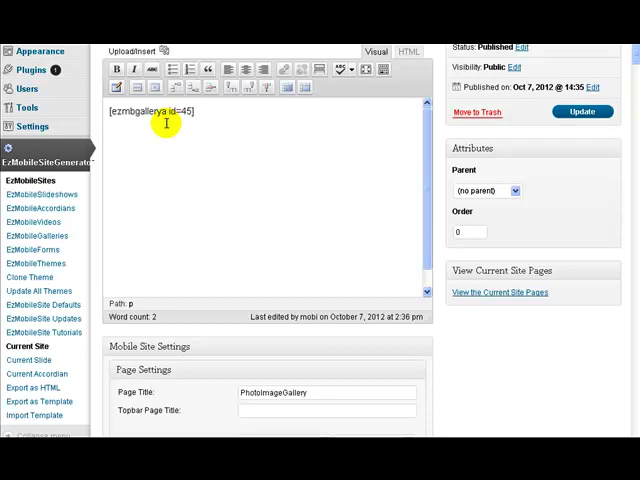 Appearance
Plugins 1
Users
Tools
Settings
EzMobileSiteGenerator
EzMobileSites
EzMobileSlideshows
EzMobileAccordians
EzMobileVideos
EzMobileGalleries
EzMobileForms
EzMobileThemes
Clone Theme
Update All Themes
EzMobileSite Defaults
EzMobileSite Updates
EzMobileSite Tutorials
Current Site
Current Slide
Current Accordian
Export as HTML
Export as Template
Import Template
Collapse menu
Upload/Insert
Visual HTML
B I ABC ABC
[ezmbgallerya id=45]
Path: p
Word count: 2 Last edited by mobi on October 7, 2012 at 2:36 pm
Mobile Site Settings
Page Settings
Page Title: PhotoImageGallery
Topbar Page Title:
Status: Published Edit
Visibility: Public Edit
Published on: Oct 7, 2012 @ 14:35 Edit
Move to Trash Update
Attributes
Parent
(no parent)
Order
0
View Current Site Pages
View the Current Site Pages